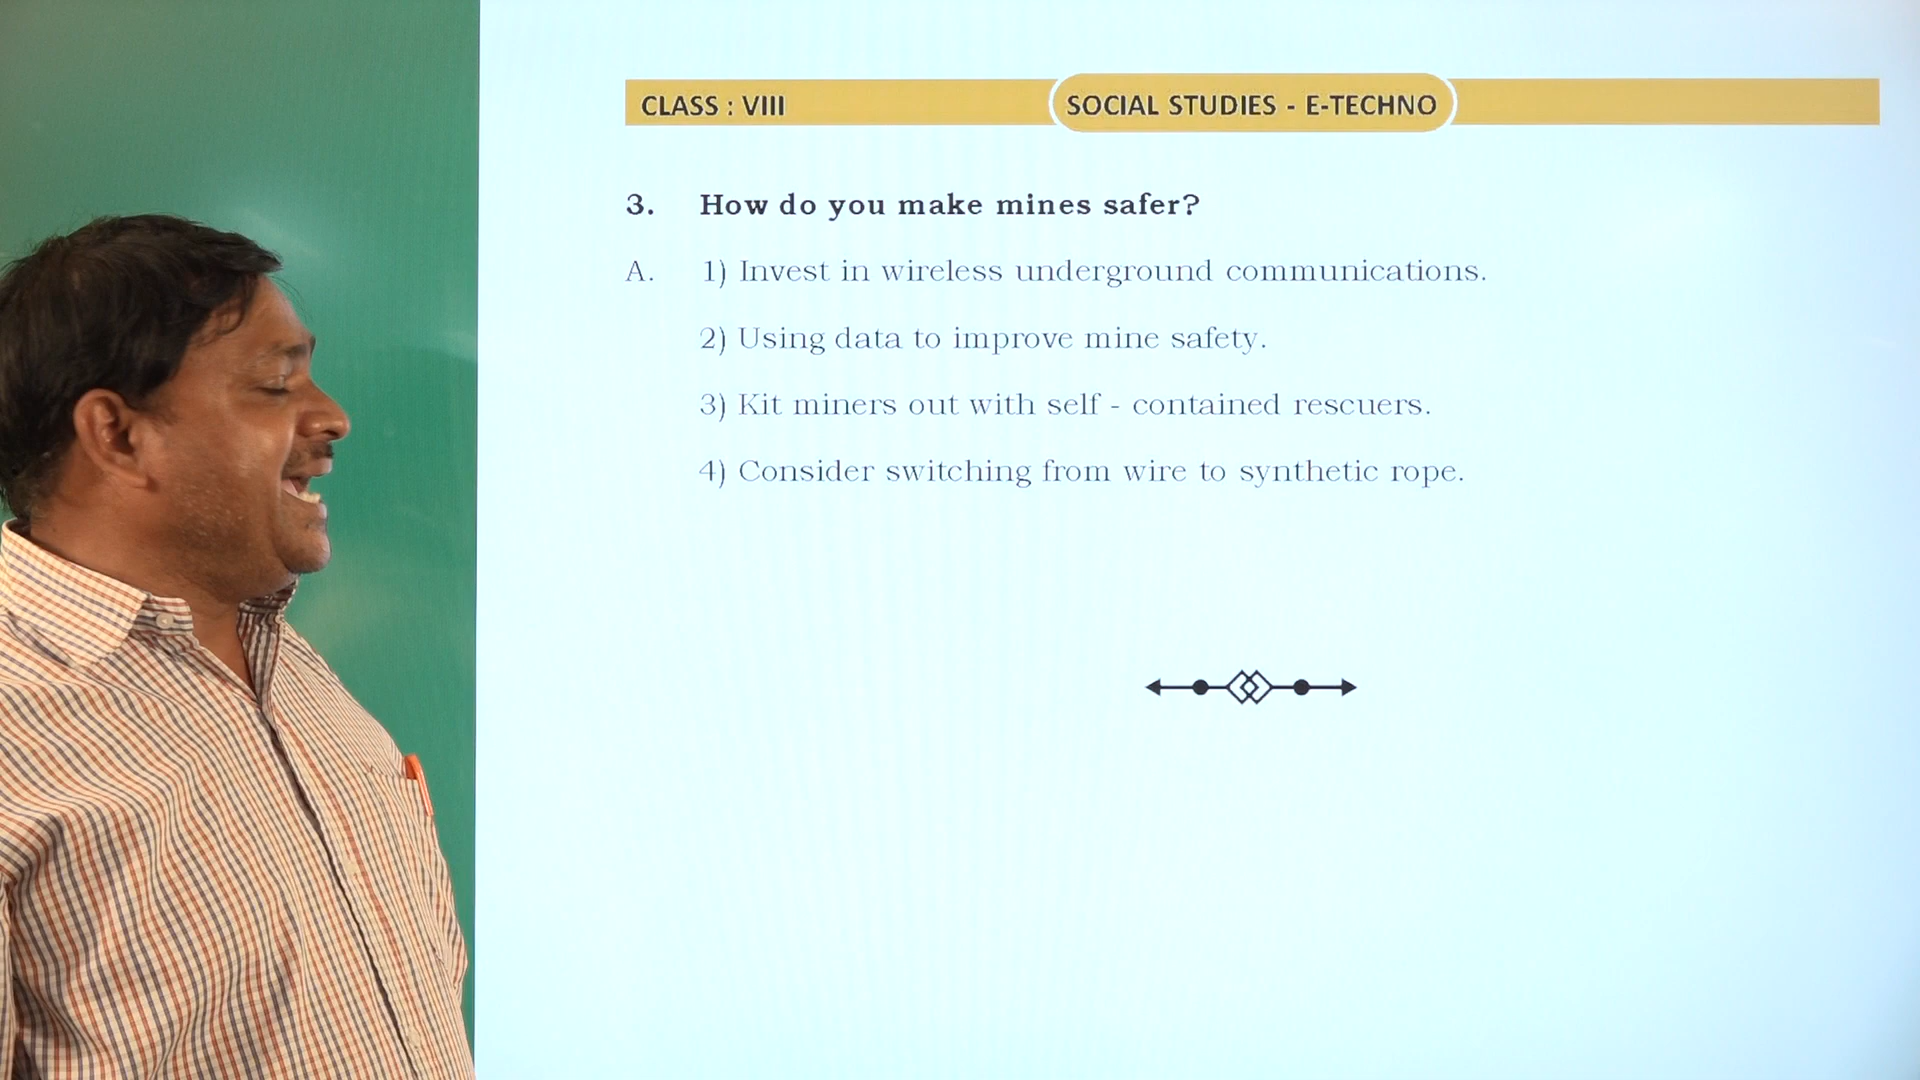 CLASS : VIII
SOCIAL STUDIES - E-TECHNO
3. How do you make mines safer?
A. 1) Invest in wireless underground communications.
2) Using data to improve mine safety.
3) Kit miners out with self - contained rescuers.
4) Consider switching from wire to synthetic rope.